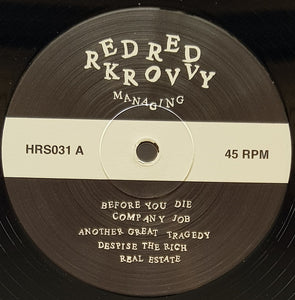 RED RED
KROVVY
MANAGING
HRS031 A
45 RPM
BEFORE YOU DIE
COMPANY JOB
ANOTHER GREAT TRAGEDY
DESPISE THE RICH
REAL ESTATE